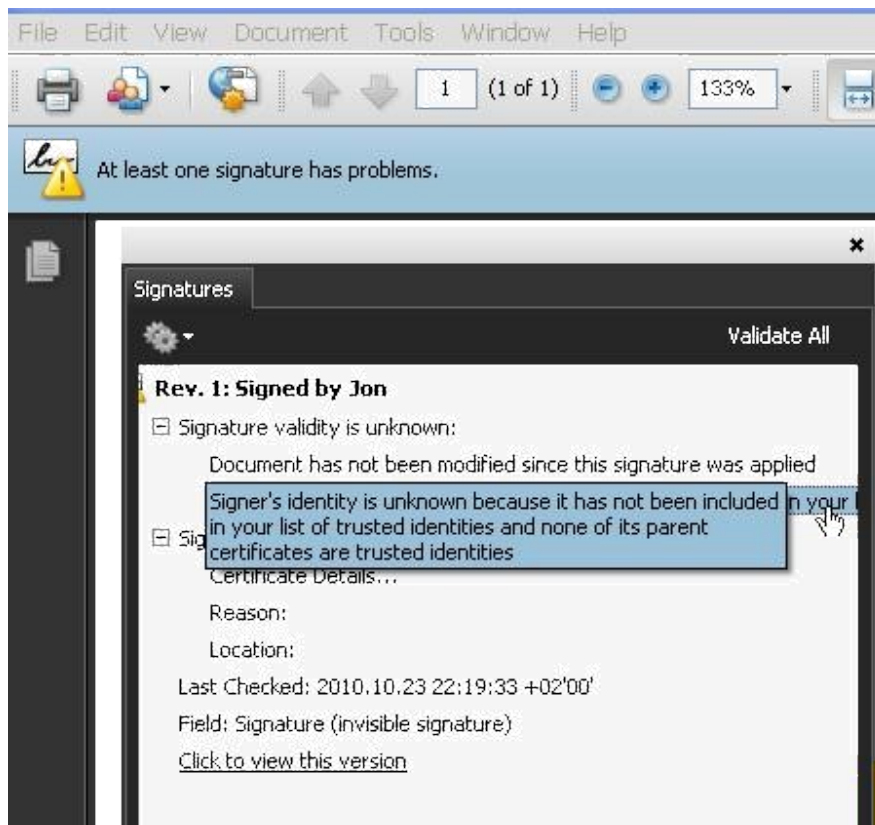 File Edit View Document Tools Window Help
1 (1 of 1) 133%
At least one signature has problems.
Signatures
Validate All
Rev. 1: Signed by Jon
Signature validity is unknown:
Document has not been modified since this signature was applied
Signer's identity is unknown because it has not been included in your
in your list of trusted identities and none of its parent
certificates are trusted identities
Sig
Certificate Details...
Reason:
Location:
Last Checked: 2010.10.23 22:19:33 +02'00'
Field: Signature (invisible signature)
Click to view this version